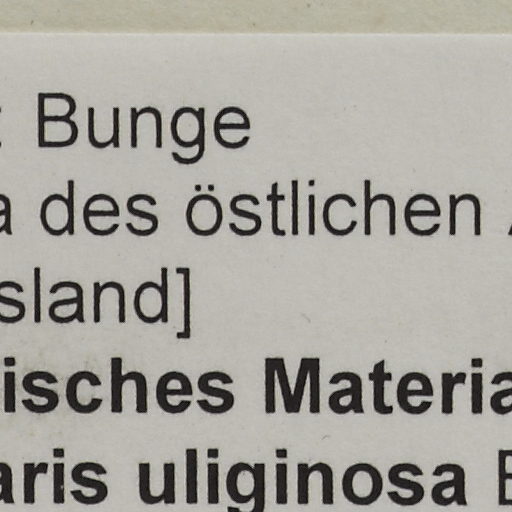 : Bunge
a des östlichen
sland]
isches Materia
aris uliginosa B